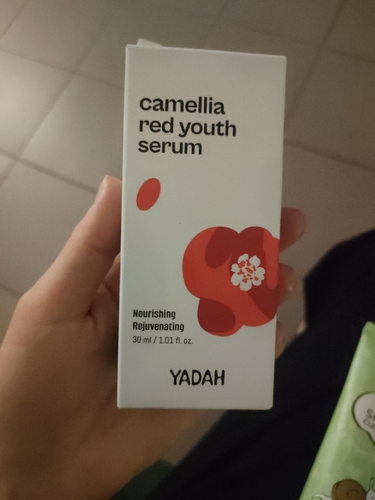 camellia
red youth
serum
Nourishing
Rejuvenating
30 ml / 1.01 fl. oz.
YADAH